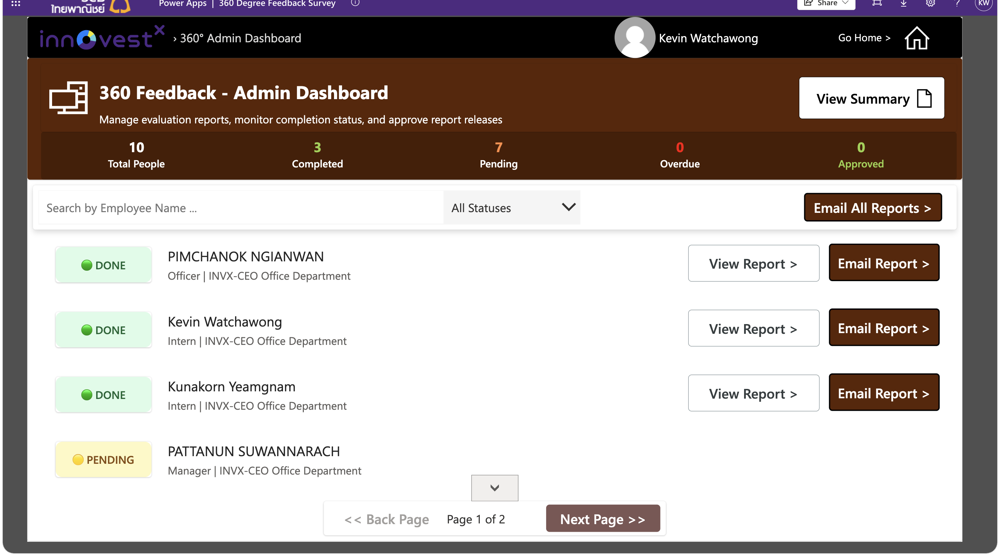 ไทยพาณิชย์
Power Apps | 360 Degree Feedback Survey
Share
KW
innovestx
› 360° Admin Dashboard
Kevin Watchawong
Go Home >
360 Feedback - Admin Dashboard
Manage evaluation reports, monitor completion status, and approve report releases
View Summary
10
Total People
3
Completed
7
Pending
0
Overdue
0
Approved
Search by Employee Name ...
All Statuses
Email All Reports >
DONE
PIMCHANOK NGIANWAN
Officer | INVX-CEO Office Department
View Report >
Email Report >
DONE
Kevin Watchawong
Intern | INVX-CEO Office Department
View Report >
Email Report >
DONE
Kunakorn Yeamgnam
Intern | INVX-CEO Office Department
View Report >
Email Report >
PENDING
PATTANUN SUWANNARACH
Manager | INVX-CEO Office Department
<< Back Page
Page 1 of 2
Next Page >>